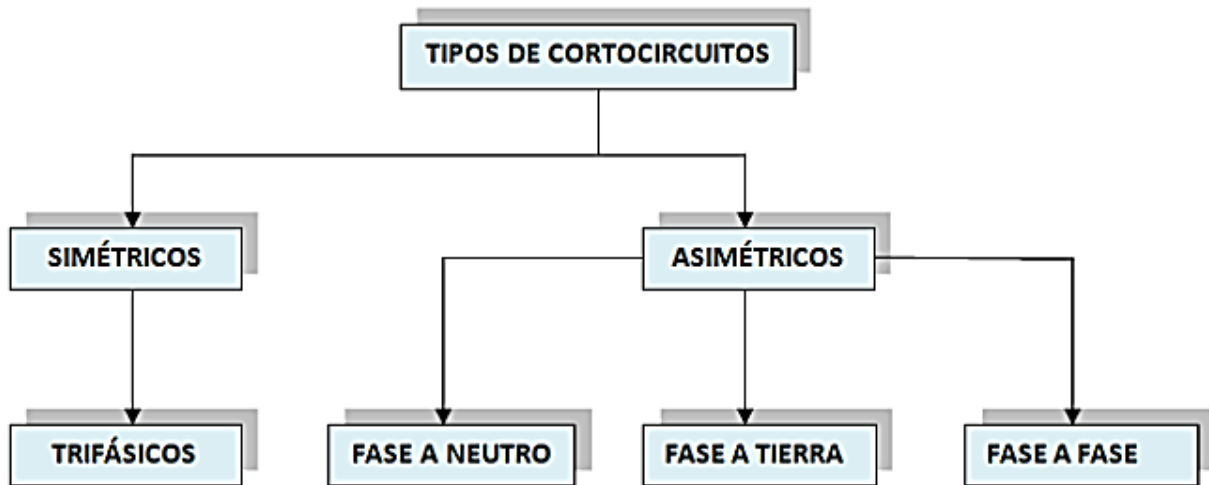 TIPOS DE CORTOCIRCUITOS
SIMÉTRICOS
ASIMÉTRICOS
TRIFÁSICOS
FASE A NEUTRO
FASE A TIERRA
FASE A FASE